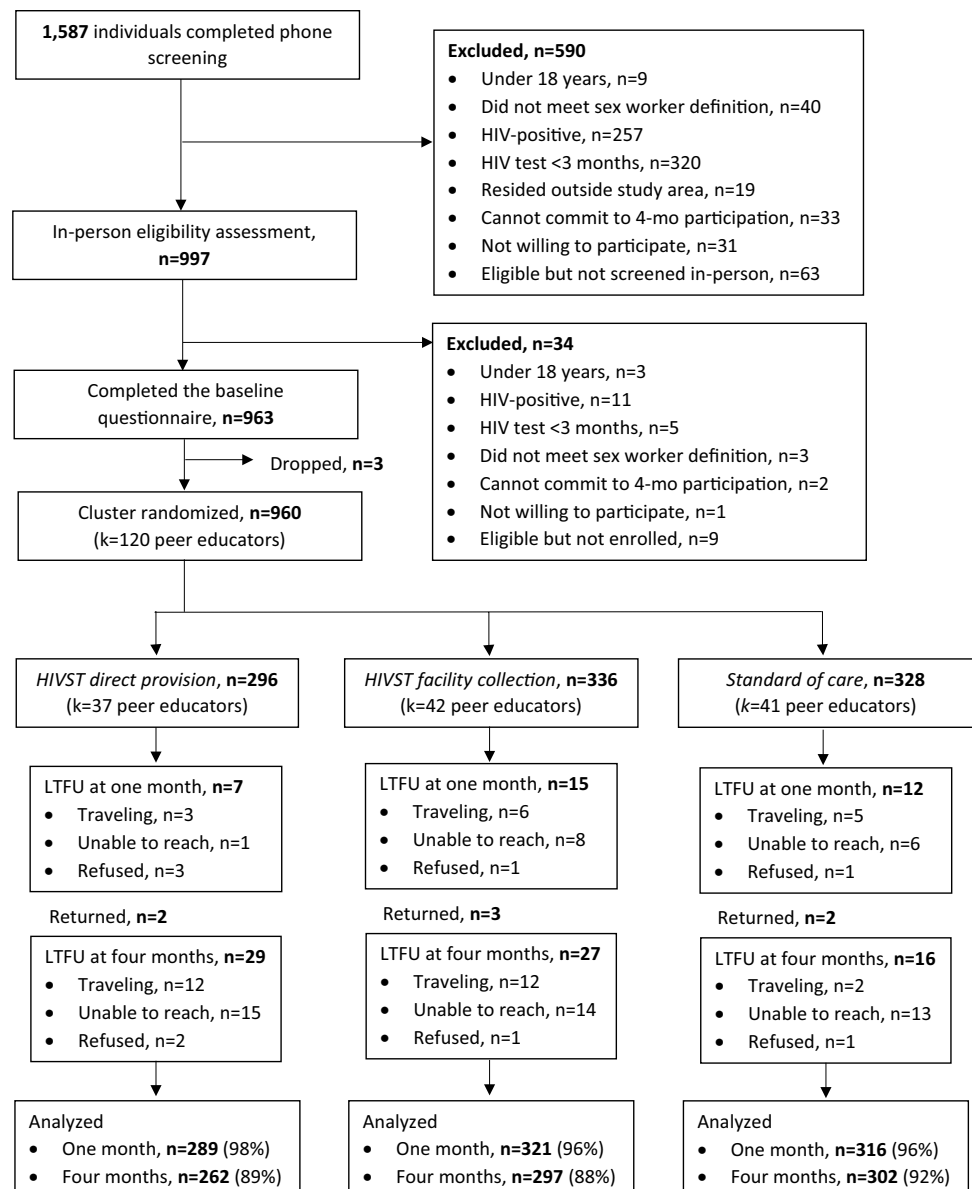 1,587 individuals completed phone
screening
Excluded, n=590
• Under 18 years, n=9
• Did not meet sex worker definition, n=40
• HIV-positive, n=257
• HIV test <3 months, n=320
• Resided outside study area, n=19
• Cannot commit to 4-mo participation, n=33
• Not willing to participate, n=31
• Eligible but not screened in-person, n=63
In-person eligibility assessment,
n=997
Excluded, n=34
• Under 18 years, n=3
• HIV-positive, n=11
• HIV test <3 months, n=5
• Did not meet sex worker definition, n=3
• Cannot commit to 4-mo participation, n=2
• Not willing to participate, n=1
• Eligible but not enrolled, n=9
Completed the baseline
questionnaire, n=963
Dropped, n=3
Cluster randomized, n=960
(k=120 peer educators)
HIVST direct provision, n=296
(k=37 peer educators)
LTFU at one month, n=7
• Traveling, n=3
• Unable to reach, n=1
• Refused, n=3
Returned, n=2
LTFU at four months, n=29
• Traveling, n=12
• Unable to reach, n=15
• Refused, n=2
Analyzed
• One month, n=289 (98%)
• Four months, n=262 (89%)
HIVST facility collection, n=336
(k=42 peer educators)
LTFU at one month, n=15
• Traveling, n=6
• Unable to reach, n=8
• Refused, n=1
Returned, n=3
LTFU at four months, n=27
• Traveling, n=12
• Unable to reach, n=14
• Refused, n=1
Analyzed
• One month, n=321 (96%)
• Four months, n=297 (88%)
Standard of care, n=328
(k=41 peer educators)
LTFU at one month, n=12
• Traveling, n=5
• Unable to reach, n=6
• Refused, n=1
Returned, n=2
LTFU at four months, n=16
• Traveling, n=2
• Unable to reach, n=13
• Refused, n=1
Analyzed
• One month, n=316 (96%)
• Four months, n=302 (92%)